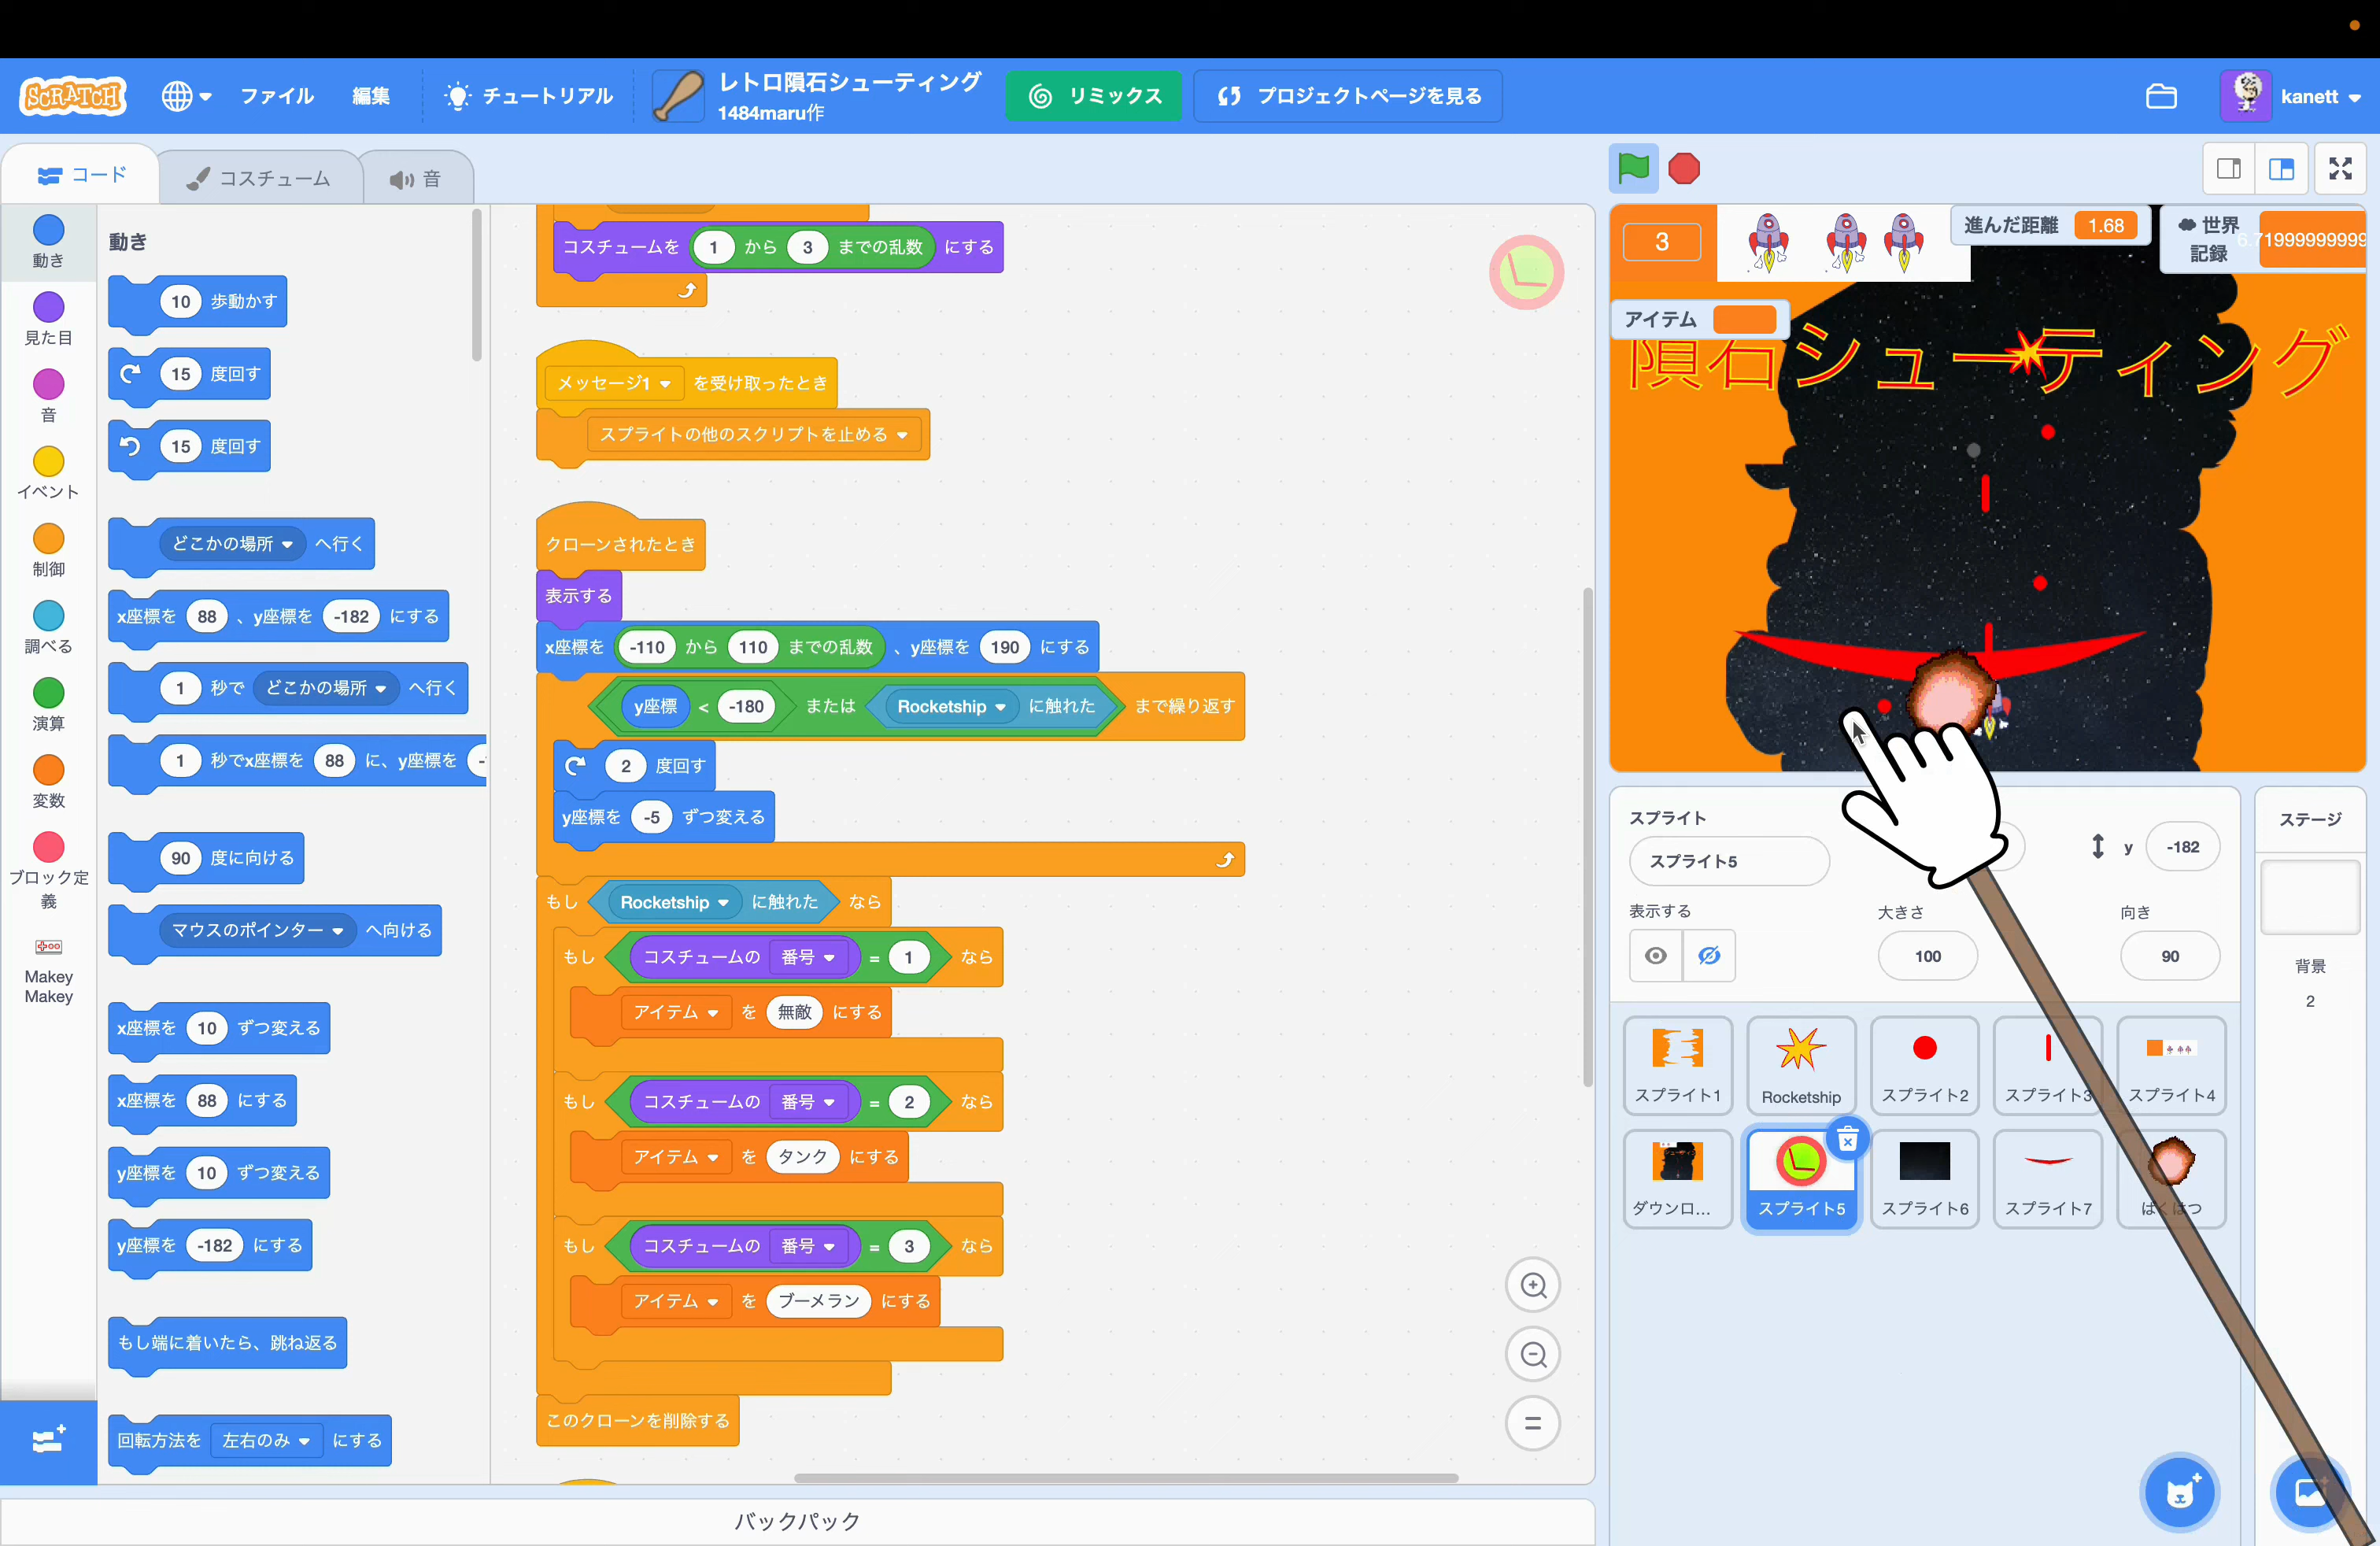 SCRATCH
ファイル
編集
チュートリアル
レトロ隕石シューティング
1484maru作
リミックス
プロジェクトページを見る
kanett
コード
コスチューム
音
動き
見た目
音
イベント
制御
調べる
演算
変数
ブロック定義
Makey Makey
動き
10 歩動かす
15 度回す
15 度回す
どこかの場所 へ行く
x座標を 88 、y座標を -182 にする
1 秒で どこかの場所 へ行く
1 秒でx座標を 88 に、y座標を
90 度に向ける
マウスのポインター へ向ける
x座標を 10 ずつ変える
x座標を 88 にする
y座標を 10 ずつ変える
y座標を -182 にする
もし端に着いたら、跳ね返る
回転方法を 左右のみ にする
コスチュームを 1 から 3 までの乱数 にする
メッセージ1 を受け取ったとき
スプライトの他のスクリプトを止める
クローンされたとき
表示する
x座標を -110 から 110 までの乱数 、y座標を 190 にする
y座標 < -180 または Rocketship に触れた まで繰り返す
2 度回す
y座標を -5 ずつ変える
もし Rocketship に触れた なら
もし コスチュームの 番号 = 1 なら
アイテム を 無敵 にする
もし コスチュームの 番号 = 2 なら
アイテム を タンク にする
もし コスチュームの 番号 = 3 なら
アイテム を ブーメラン にする
このクローンを削除する
バックパック
3
進んだ距離 1.68
世界記録 6.71999999999
アイテム
隕石シューティング
スプライト
スプライト5
y -182
表示する
大きさ
100
向き
90
スプライト1
Rocketship
スプライト2
スプライト3
スプライト4
ダウンロ...
スプライト5
スプライト6
スプライト7
ばくはつ
ステージ
背景
2